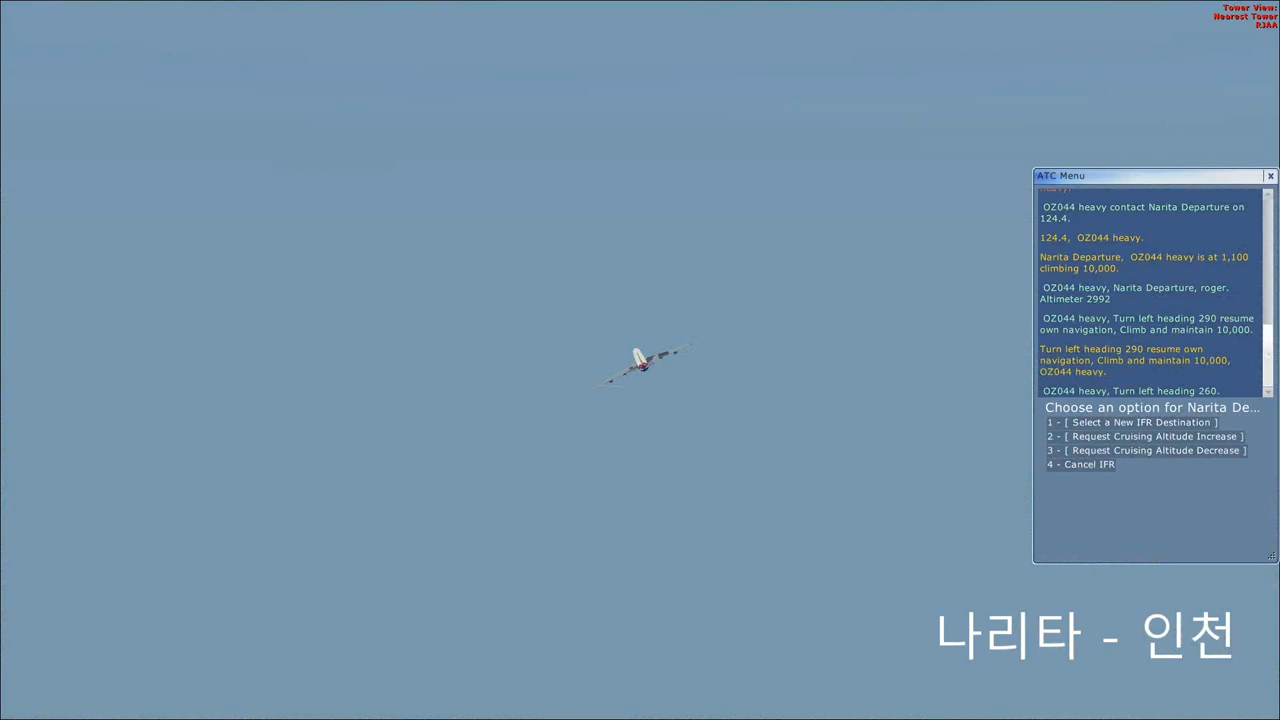 Tower View:
Nearest Tower
RJAA
ATC Menu
heavy.
OZ044 heavy contact Narita Departure on
124.4.
124.4, OZ044 heavy.
Narita Departure, OZ044 heavy is at 1,100
climbing 10,000.
OZ044 heavy, Narita Departure, roger.
Altimeter 2992
OZ044 heavy, Turn left heading 290 resume
own navigation, Climb and maintain 10,000.
Turn left heading 290 resume own
navigation, Climb and maintain 10,000,
OZ044 heavy.
OZ044 heavy, Turn left heading 260.
Choose an option for Narita De...
1 - [ Select a New IFR Destination ]
2 - [ Request Cruising Altitude Increase ]
3 - [ Request Cruising Altitude Decrease ]
4 - Cancel IFR
나리타 - 인천